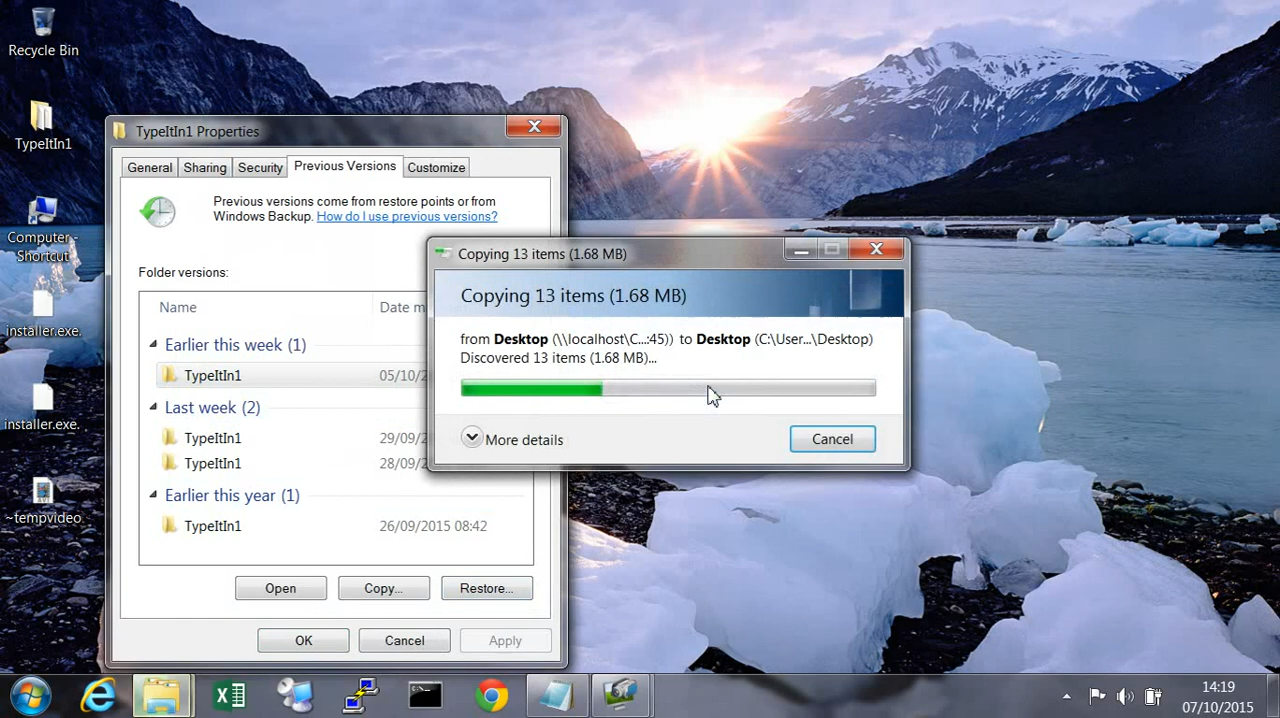 Recycle Bin
TypeItIn1
Computer -
Shortcut
installer.exe.
installer.exe.
~tempvideo
TypeItIn1 Properties
General Sharing Security Previous Versions Customize
Previous versions come from restore points or from
Windows Backup. How do I use previous versions?
Folder versions:
Name Date m
Earlier this week (1)
TypeItIn1 05/10/2
Last week (2)
TypeItIn1 29/09/
TypeItIn1 28/09/
Earlier this year (1)
TypeItIn1 26/09/2015 08:42
Open Copy... Restore...
OK Cancel Apply
Copying 13 items (1.68 MB)
Copying 13 items (1.68 MB)
from Desktop (\\localhost\C...:45)) to Desktop (C:\User...\Desktop)
Discovered 13 items (1.68 MB)...
More details Cancel
14:19
07/10/2015